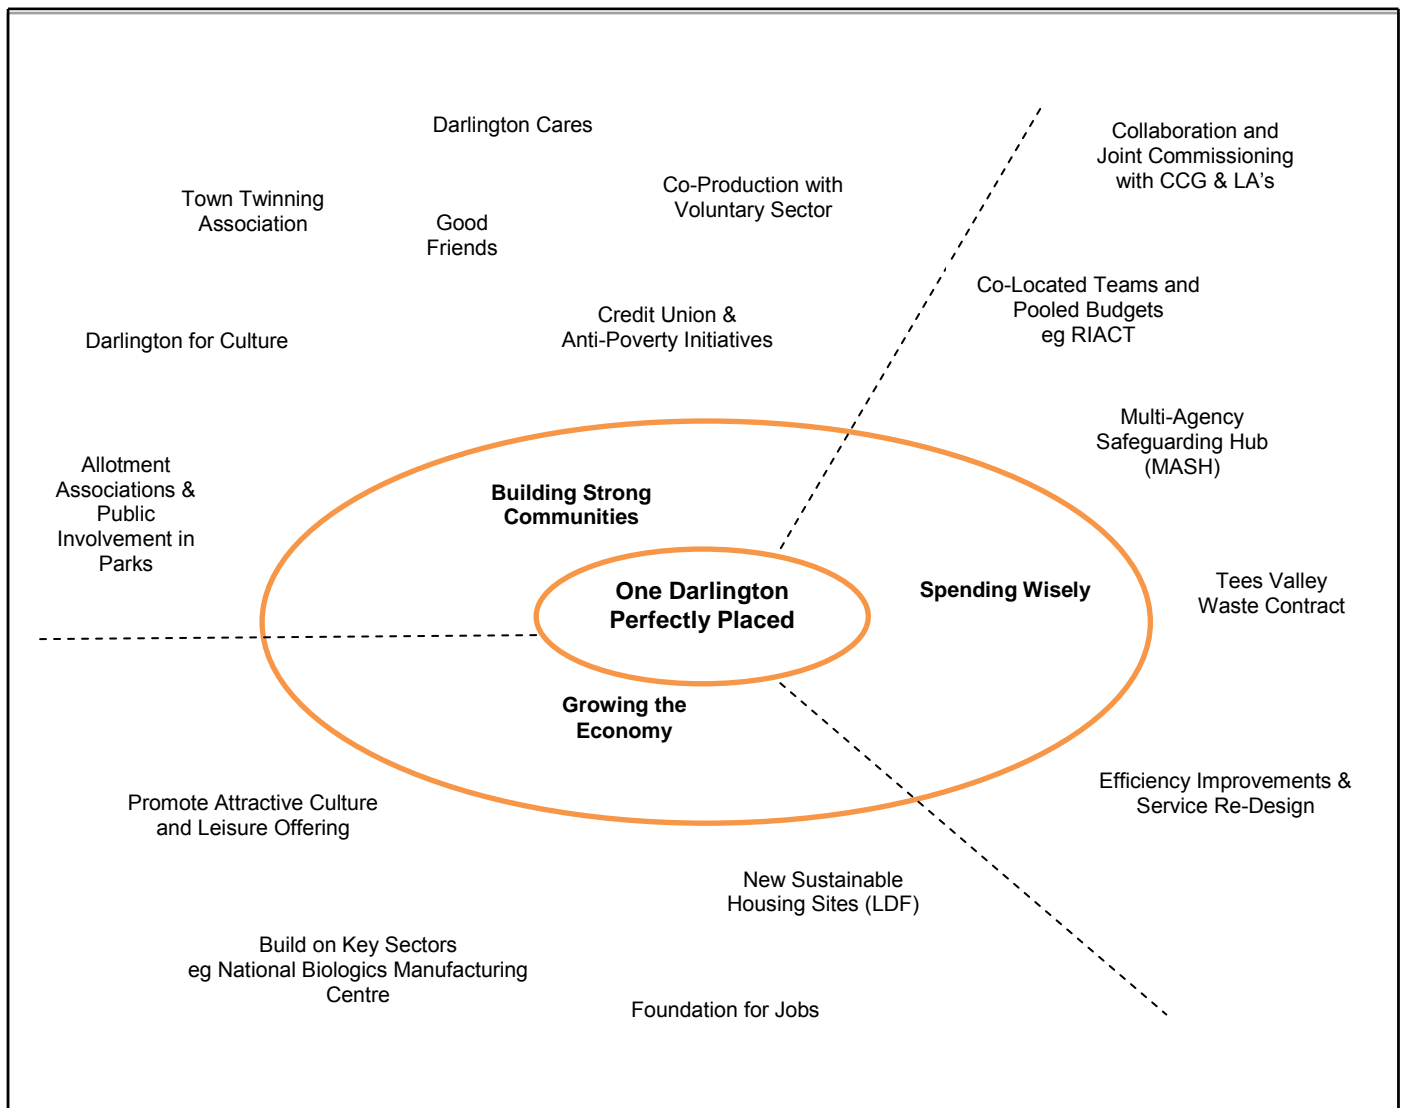 Darlington Cares
Collaboration and
Joint Commissioning
with CCG & LA's
Town Twinning
Association
Good
Friends
Co-Production with
Voluntary Sector
Co-Located Teams and
Pooled Budgets
eg RIACT
Darlington for Culture
Credit Union &
Anti-Poverty Initiatives
Multi-Agency
Safeguarding Hub
(MASH)
Allotment
Associations &
Public
Involvement in
Parks
Building Strong
Communities
One Darlington
Perfectly Placed
Spending Wisely
Tees Valley
Waste Contract
Growing the
Economy
Promote Attractive Culture
and Leisure Offering
Efficiency Improvements &
Service Re-Design
New Sustainable
Housing Sites (LDF)
Build on Key Sectors
eg National Biologics Manufacturing
Centre
Foundation for Jobs